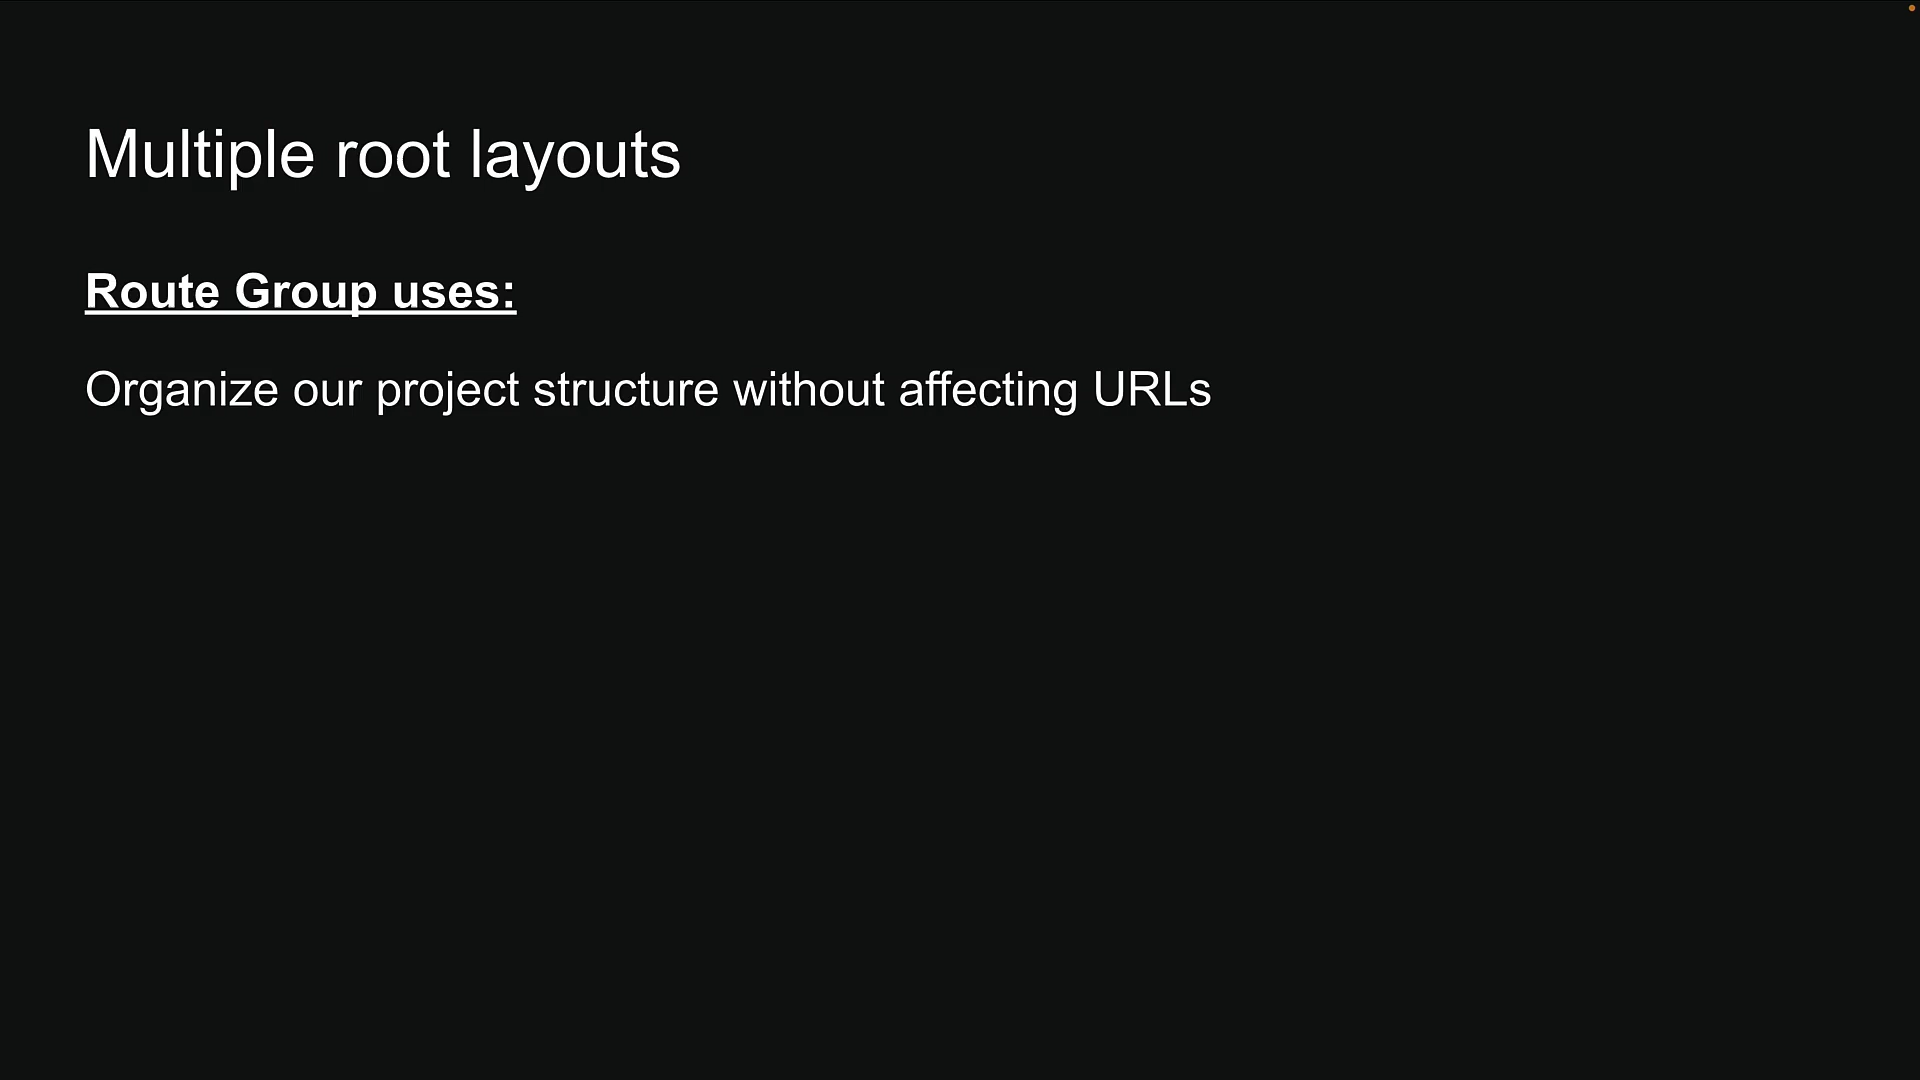 Multiple root layouts
Route Group uses:
Organize our project structure without affecting URLs